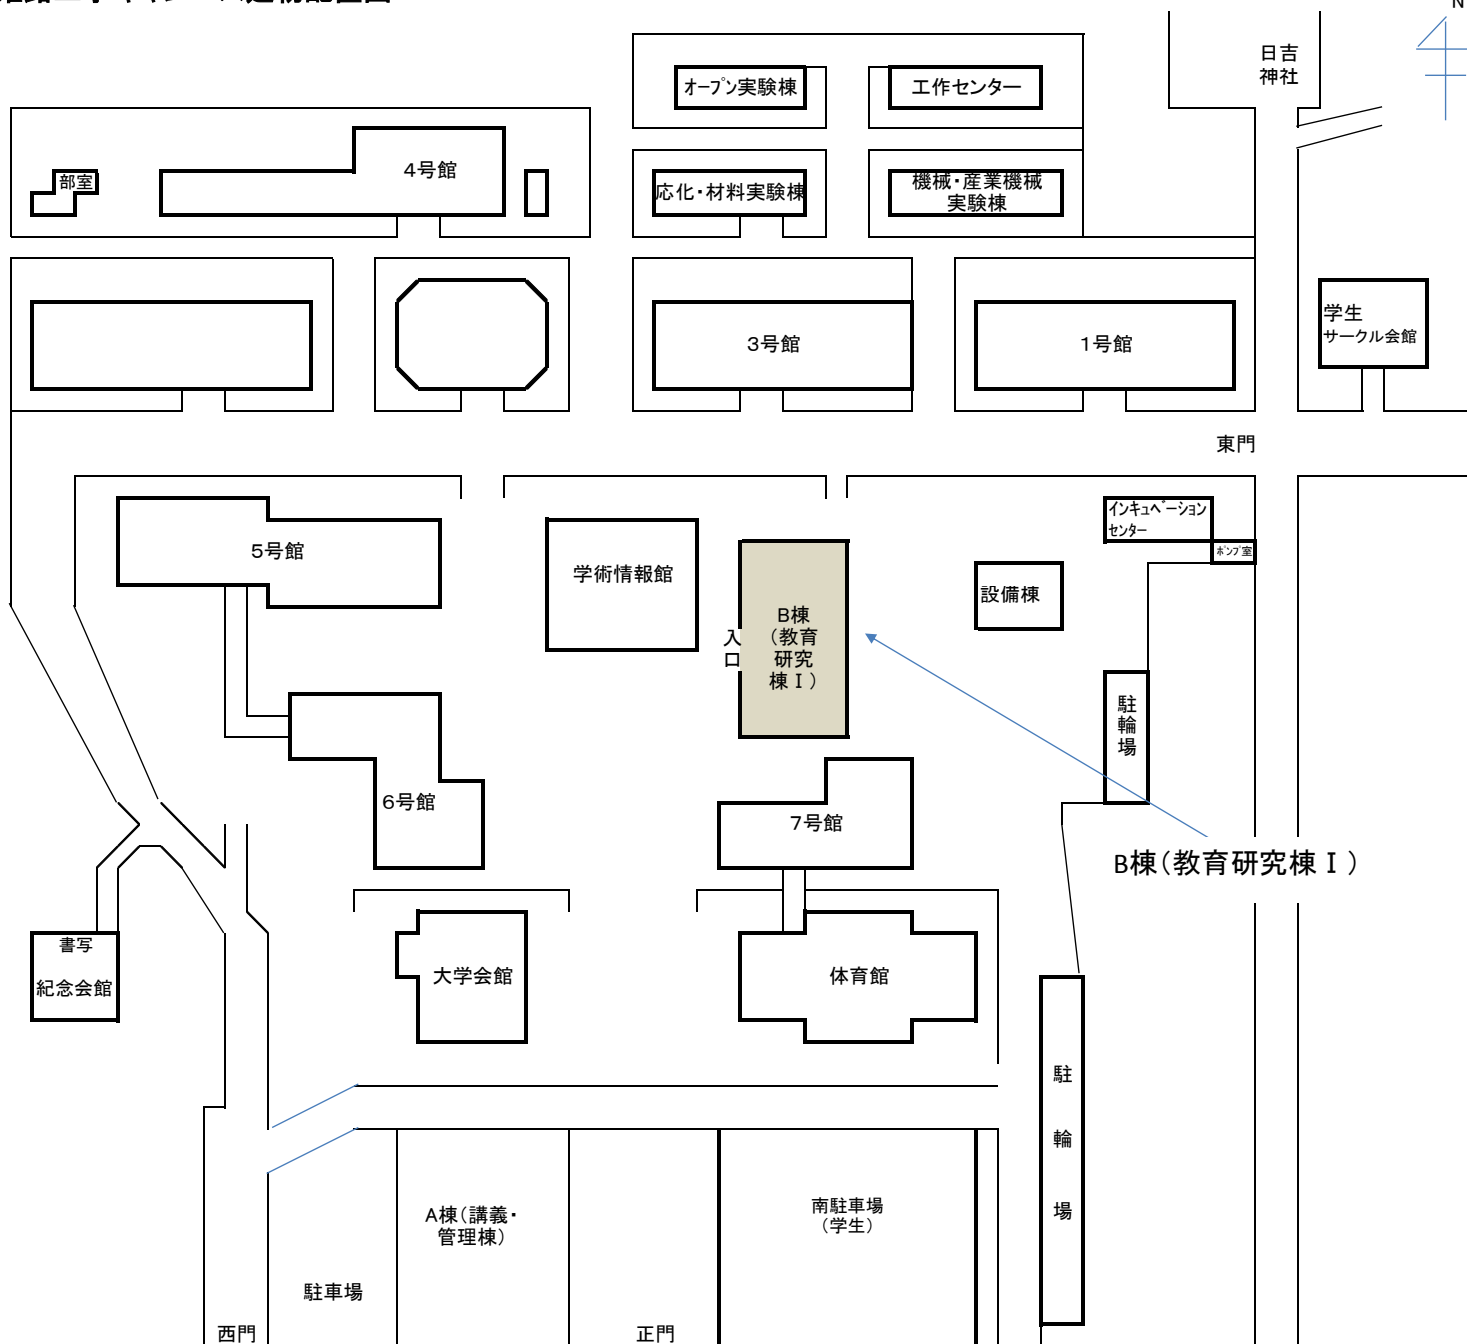 N
日吉
神社
オープン実験棟
工作センター
4号館
部室
応化・材料実験棟
機械・産業機械
実験棟
3号館
1号館
学生
サークル会館
東門
インキュベーション
センター
ポンプ室
5号館
学術情報館
設備棟
B棟
（教育
研究
棟Ⅰ）
入
口
駐
輪
場
6号館
7号館
B棟（教育研究棟Ⅰ）
書写
紀念会館
大学会館
体育館
駐
輪
場
A棟（講義・
管理棟）
南駐車場
（学生）
駐車場
西門
正門